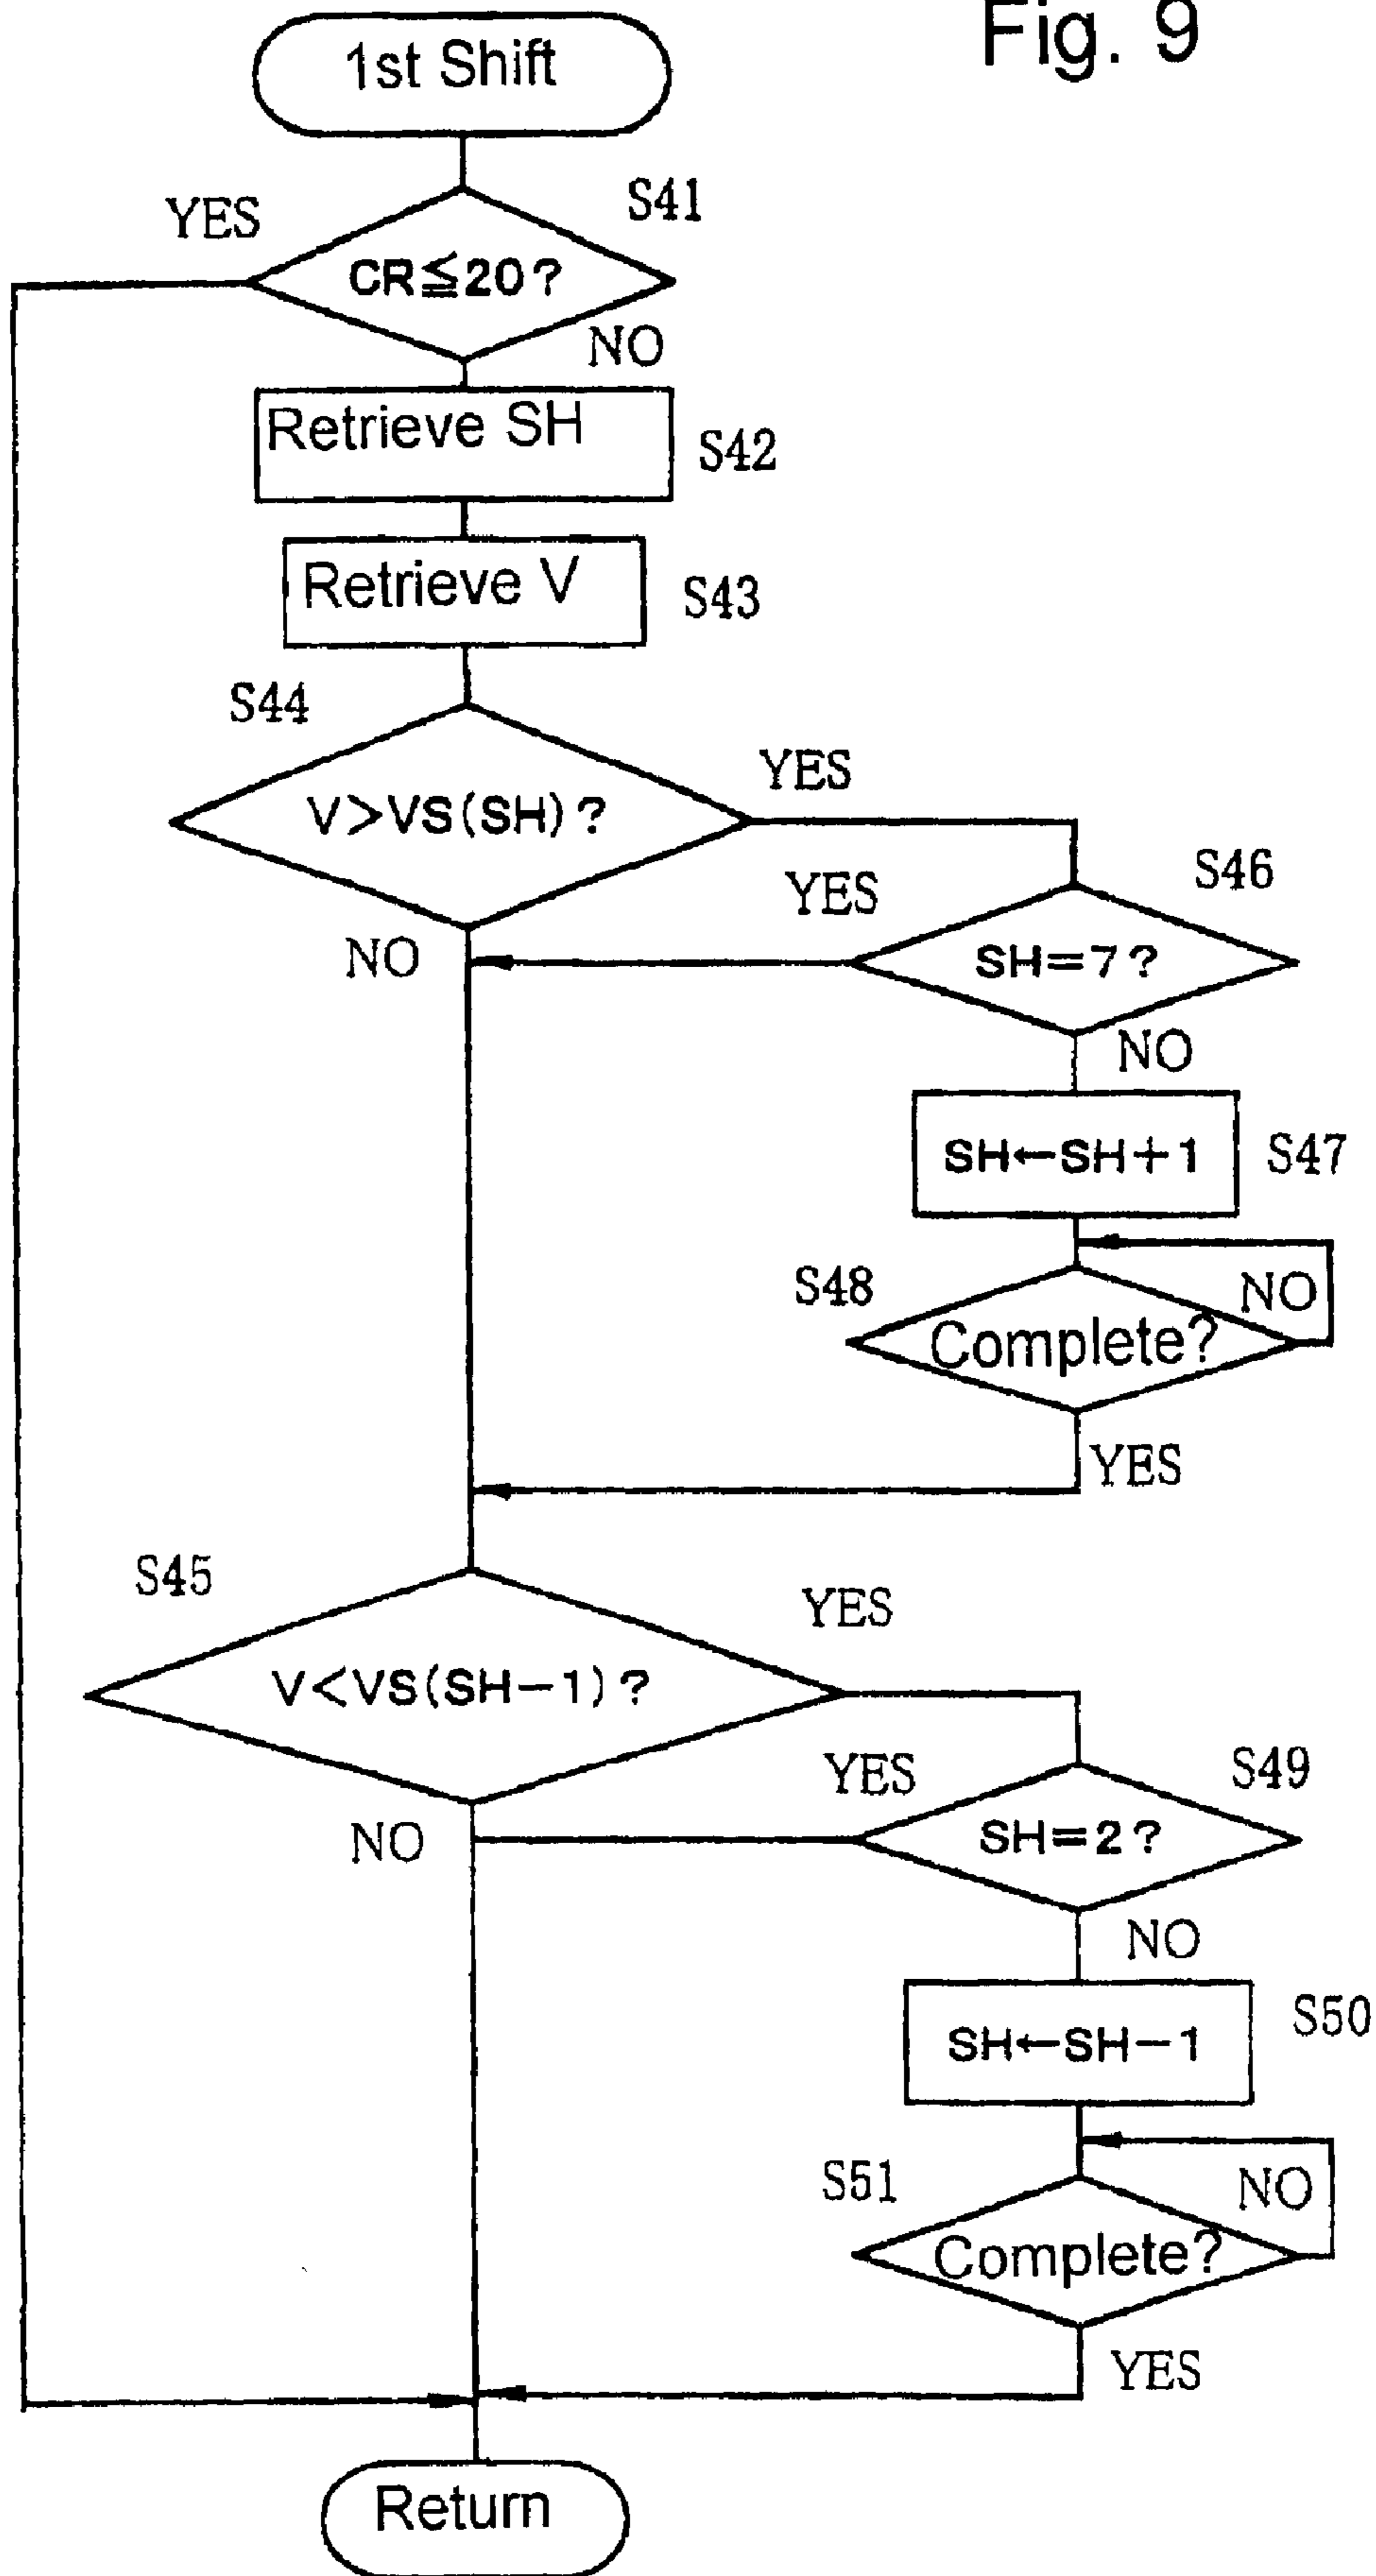 Fig. 9
1st Shift
S41
YES
CR≦20?
NO
Retrieve SH
S42
Retrieve V
S43
S44
YES
V>VS(SH)?
S46
YES
NO
SH=7?
NO
SH←SH+1
S47
S48
NO
Complete?
YES
S45
YES
V<VS(SH-1)?
S49
YES
NO
SH=2?
NO
S50
SH←SH-1
S51
NO
Complete?
YES
Return